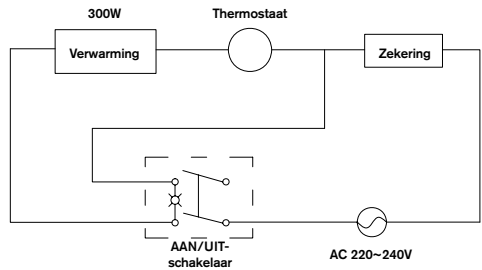 300W
Thermostaat
Verwarming
Zekering
AAN/UIT-
schakelaar
AC 220~240V